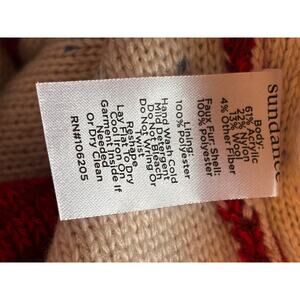 sundance
Body:
61% Acrylic
22% Nylon
13% Wool
4% Other Fiber
Faux Fur Shell:
100% Polyester
Lining:
100% Polyester
Hand Wash Cold
Mild Detergent
Do Not Bleach
Do Not Wring Or
Twist
Reshape,
Lay Flat To Dry
Cool Iron On
Garment Inside If
Needed
Or Dry Clean
RN#106205